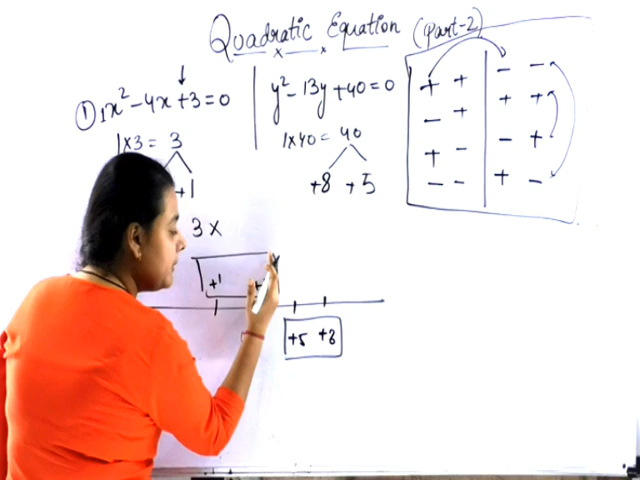 Quadratic Equation (Part-2)
① 1x² - 4x + 3 = 0
1x3 = 3
+1
3 x
y² - 13y + 40 = 0
1x40 = 40
+8 +5
+ + - -
- + + +
+ - - +
- - + -
+1
+5 +8